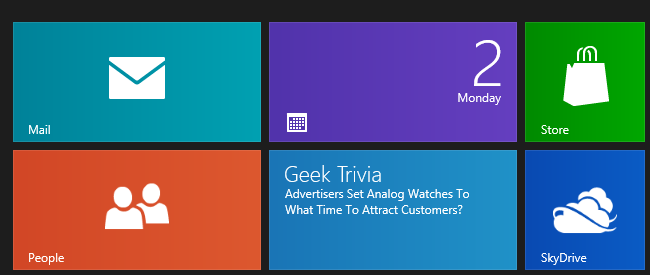 2
Monday
Mail
Store
Geek Trivia
Advertisers Set Analog Watches To
What Time To Attract Customers?
People
SkyDrive